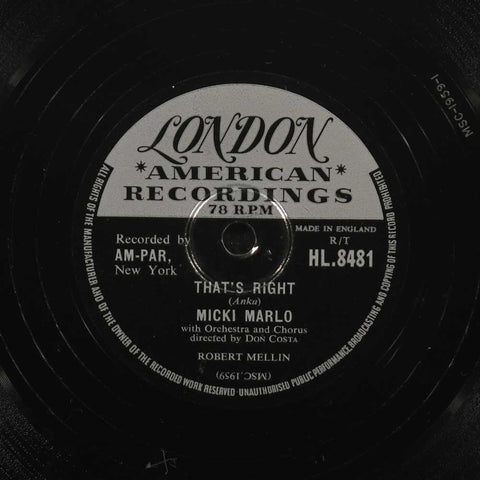 LONDON
*AMERICAN*
RECORDINGS
78 RPM
MADE IN ENGLAND
Recorded by
AM-PAR,
New York
R/T
HL.8481
THAT'S RIGHT
(Anka)
MICKI MARLO
with Orchestra and Chorus
directed by DON COSTA
ROBERT MELLIN
(MSC.1959)
ALL RIGHTS OF THE MANUFACTURER AND OF THE OWNER OF THE RECORDED WORK RESERVED·UNAUTHORISED PUBLIC PERFORMANCE, BROADCASTING AND COPYING OF THIS RECORD PROHIBITED
MSC-1959-1